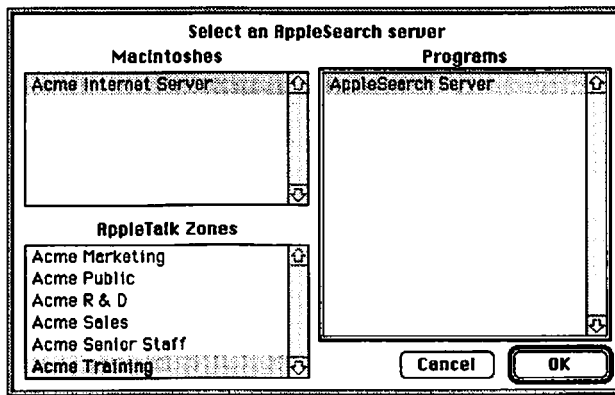 Select an AppleSearch server
Macintoshes
Programs
Acme Internet Server
AppleSearch Server
AppleTalk Zones
Acme Marketing
Acme Public
Acme R & D
Acme Sales
Acme Senior Staff
Acme Training
Cancel
OK